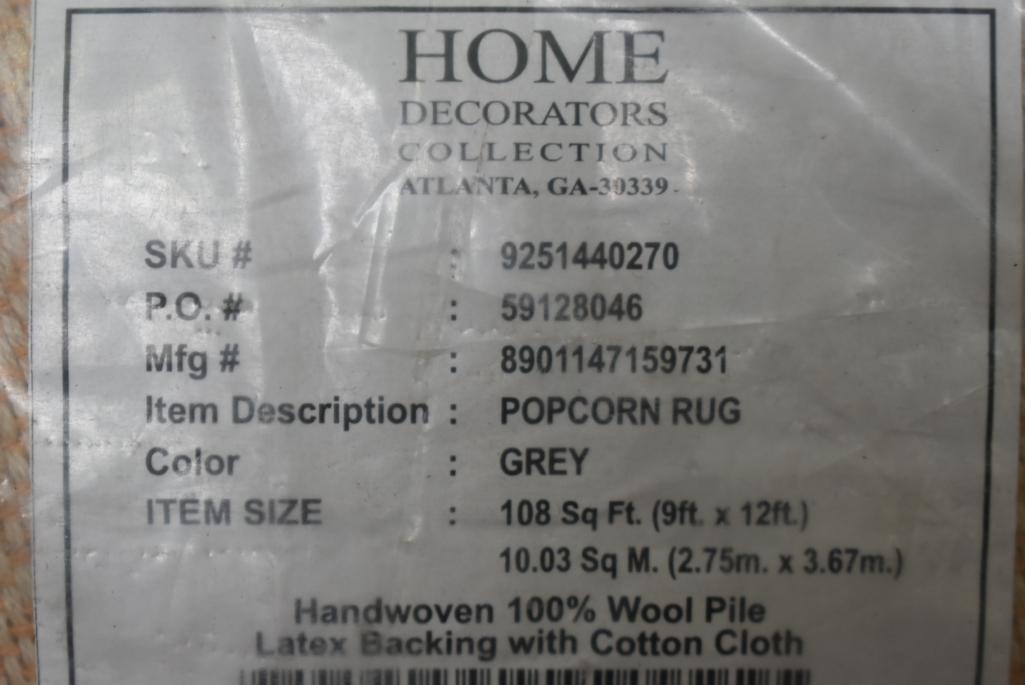 HOME
DECORATORS
COLLECTION
ATLANTA, GA-30339
SKU # : 9251440270
P.O. # : 59128046
Mfg # : 8901147159731
Item Description : POPCORN RUG
Color : GREY
ITEM SIZE : 108 Sq Ft. (9ft. x 12ft.)
10.03 Sq M. (2.75m. x 3.67m.)
Handwoven 100% Wool Pile
Latex Backing with Cotton Cloth